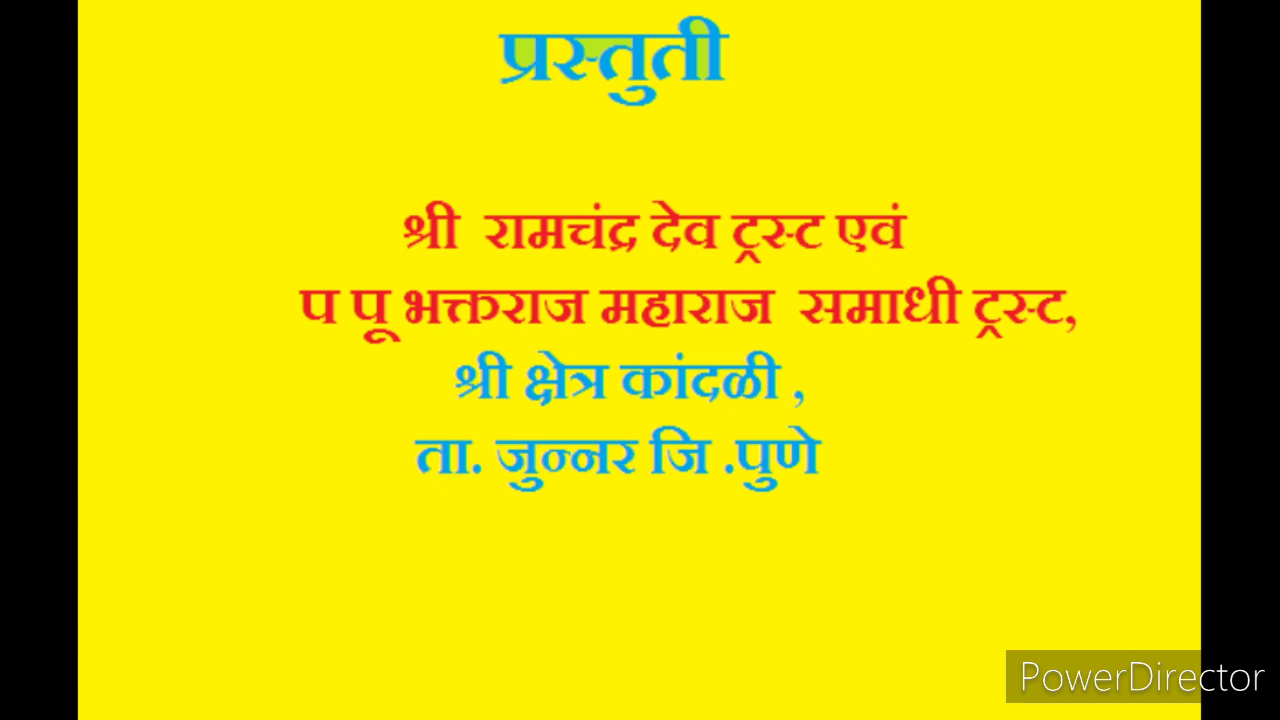 प्रस्तुती
श्री रामचंद्र देव ट्रस्ट एवं
प पू भक्तराज महाराज समाधी ट्रस्ट,
श्री क्षेत्र कांदळी ,
ता. जुन्नर जि .पुणे
PowerDirector